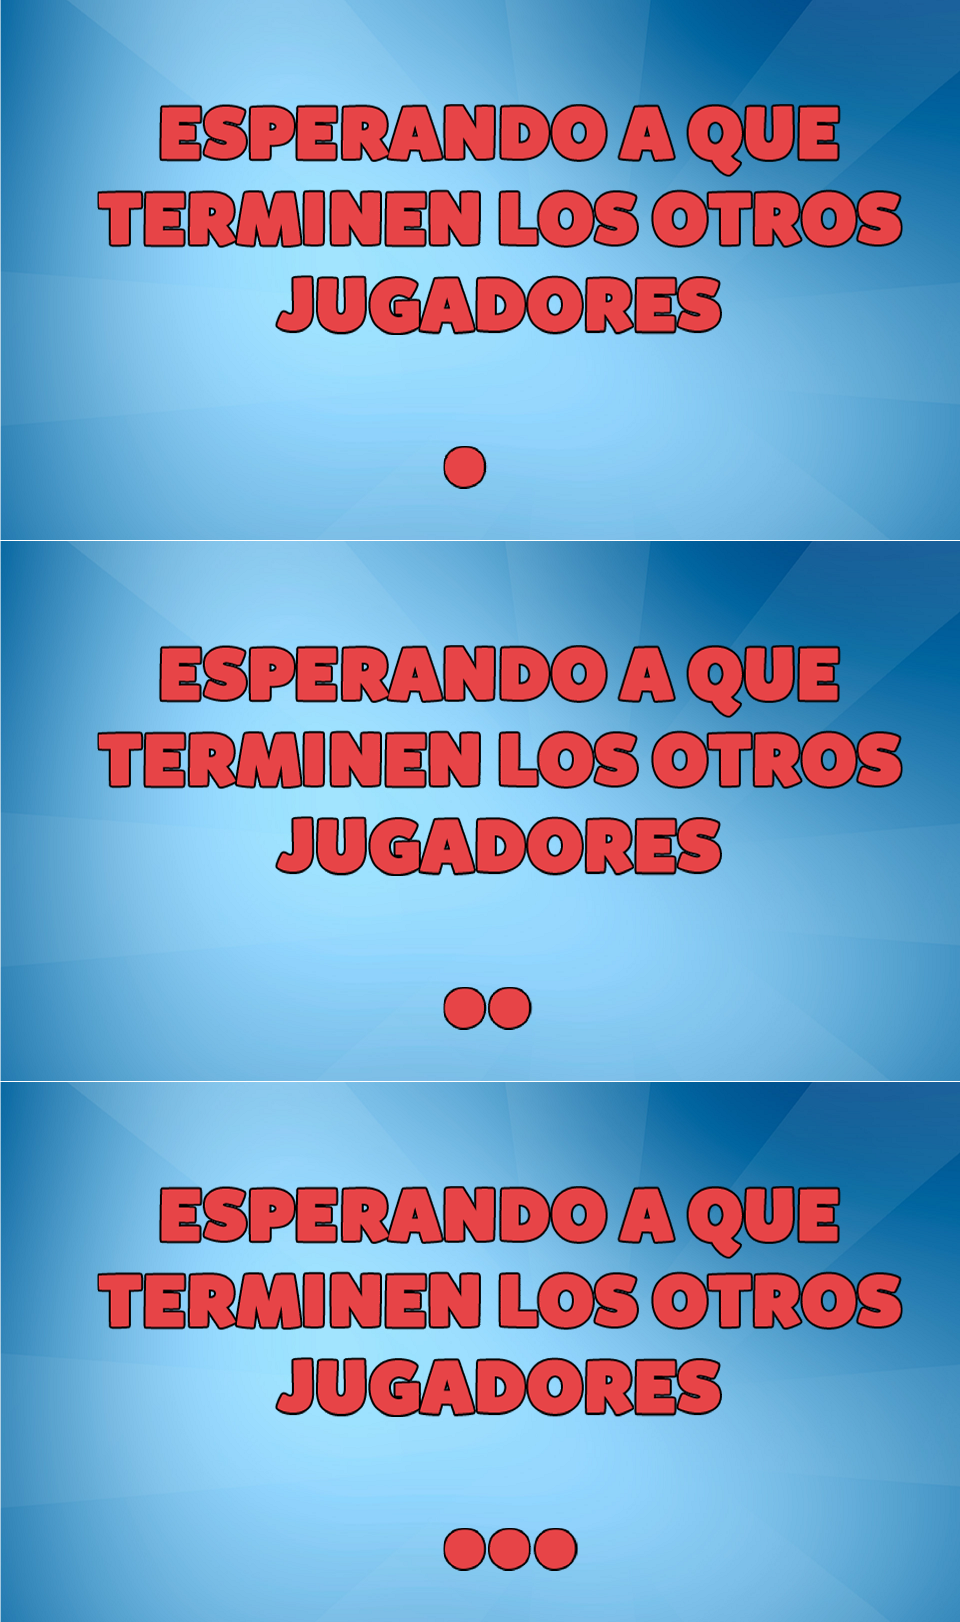 ESPERANDO A QUE
TERMINEN LOS OTROS
JUGADORES
.
ESPERANDO A QUE
TERMINEN LOS OTROS
JUGADORES
..
ESPERANDO A QUE
TERMINEN LOS OTROS
JUGADORES
...